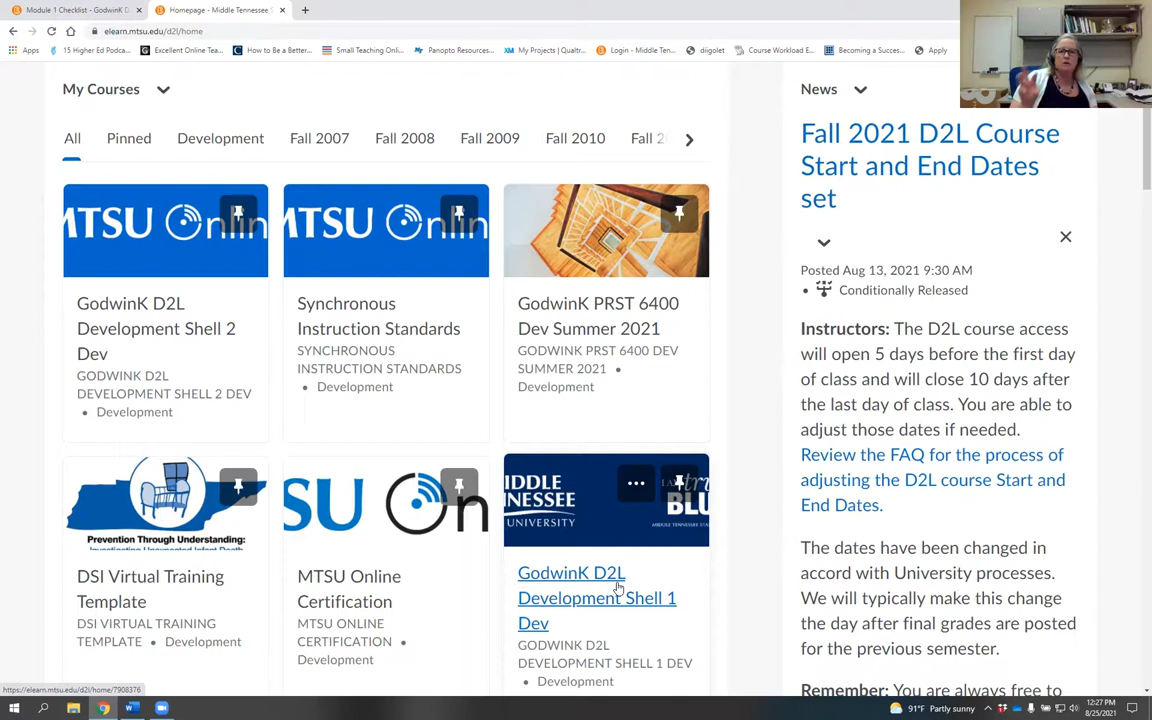 Module 1 Checklist - GodwinK D
Homepage - Middle Tennessee S
elearn.mtsu.edu/d2l/home
Apps
15 Higher Ed Podca...
Excellent Online Tea...
How to Be a Better...
Small Teaching Onli...
Panopto Resources...
My Projects | Qualtr...
Login - Middle Ten...
diigolet
Course Workload E...
Becoming a Succes...
Apply
My Courses
All
Pinned
Development
Fall 2007
Fall 2008
Fall 2009
Fall 2010
Fall 2
MTSU Onlin
GodwinK D2L
Development Shell 2
Dev
GODWINK D2L
DEVELOPMENT SHELL 2 DEV
• Development
MTSU Onlin
Synchronous
Instruction Standards
SYNCHRONOUS
INSTRUCTION STANDARDS
• Development
GodwinK PRST 6400
Dev Summer 2021
GODWINK PRST 6400 DEV
SUMMER 2021 •
Development
Prevention Through Understanding:
Investigating Unexpected Infant Death
DSI Virtual Training
Template
DSI VIRTUAL TRAINING
TEMPLATE • Development
SU On
MTSU Online
Certification
MTSU ONLINE
CERTIFICATION •
Development
IDDLE
NNESSEE
UNIVERSITY
BLU
GodwinK D2L
Development Shell 1
Dev
GODWINK D2L
DEVELOPMENT SHELL 1 DEV
• Development
News
Fall 2021 D2L Course
Start and End Dates
set
Posted Aug 13, 2021 9:30 AM
• Conditionally Released
Instructors: The D2L course access
will open 5 days before the first day
of class and will close 10 days after
the last day of class. You are able to
adjust those dates if needed.
Review the FAQ for the process of
adjusting the D2L course Start and
End Dates.
The dates have been changed in
accord with University processes.
We will typically make this change
the day after final grades are posted
for the previous semester.
Remember: You are always free to
https://elearn.mtsu.edu/d2l/home/7908376
91°F Partly sunny
12:27 PM
8/25/2021